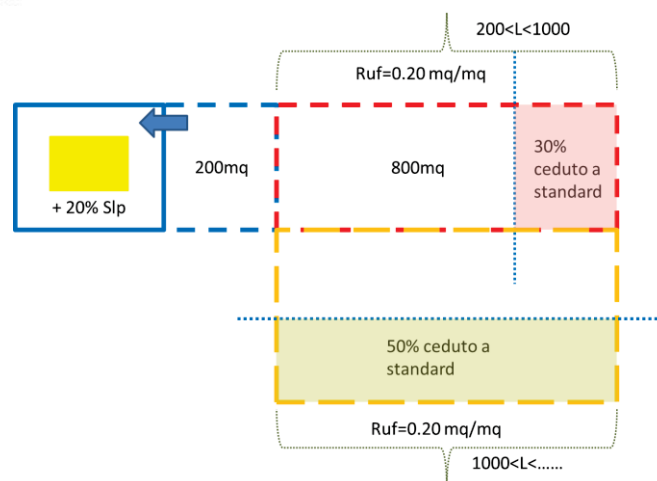 200<L<1000
Ruf=0.20 mq/mq
200mq
800mq
30%
ceduto a
standard
+ 20% Slp
50% ceduto a
standard
Ruf=0.20 mq/mq
1000<L<......